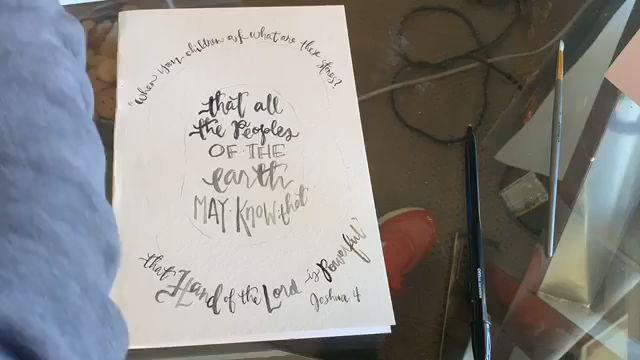 "When your children ask what are these stones?
that all
the Peoples
OF THE
earth
MAY KNOW that
that Hand of the Lord is Powerful"
Joshua 4